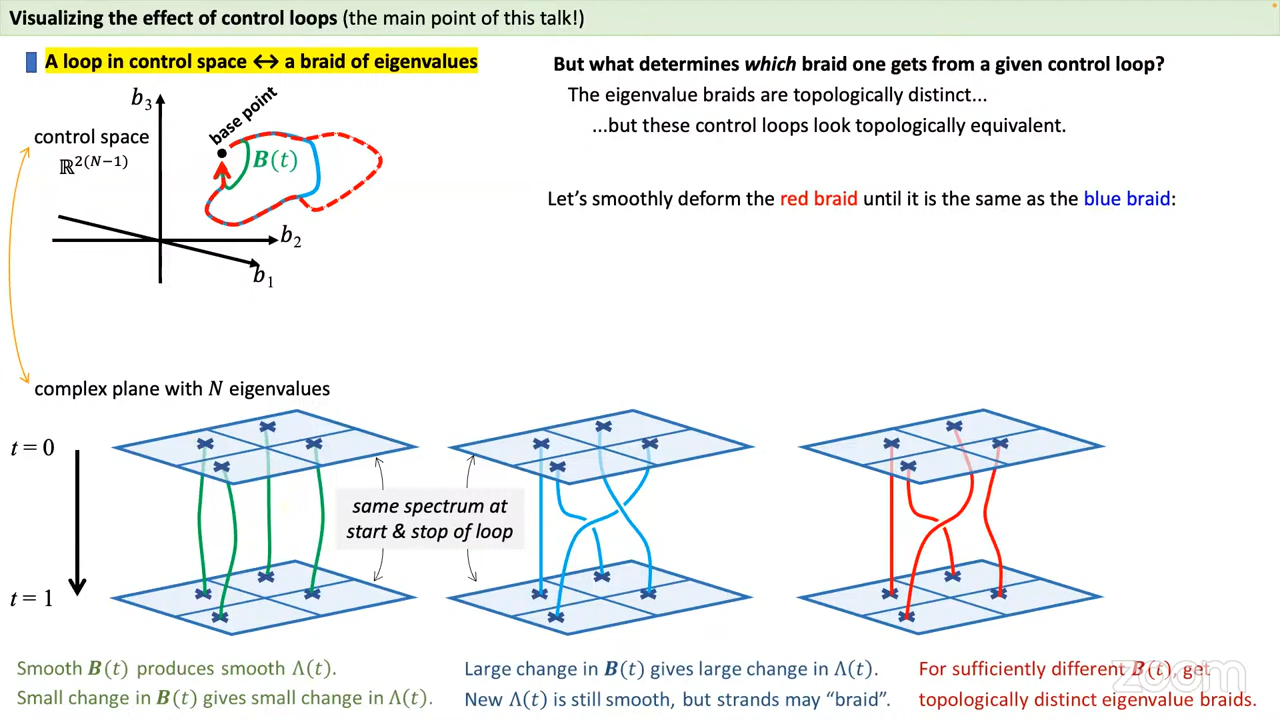 Visualizing the effect of control loops (the main point of this talk!)
A loop in control space ↔ a braid of eigenvalues
b₃
control space
ℝ²⁽ᴺ⁻¹⁾
base point
B(t)
b₂
b₁
But what determines which braid one gets from a given control loop?
The eigenvalue braids are topologically distinct...
...but these control loops look topologically equivalent.
Let's smoothly deform the red braid until it is the same as the blue braid:
complex plane with N eigenvalues
t = 0
same spectrum at
start & stop of loop
t = 1
Smooth B(t) produces smooth Λ(t).
Small change in B(t) gives small change in Λ(t).
Large change in B(t) gives large change in Λ(t).
New Λ(t) is still smooth, but strands may "braid".
For sufficiently different B(t), get
topologically distinct eigenvalue braids.
zoom